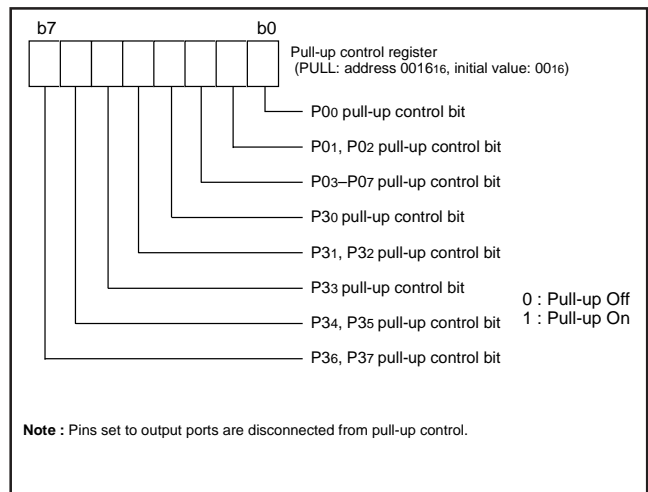 b7 b0
Pull-up control register
(PULL: address 001616, initial value: 0016)
P00 pull-up control bit
P01, P02 pull-up control bit
P03–P07 pull-up control bit
P30 pull-up control bit
P31, P32 pull-up control bit
P33 pull-up control bit
P34, P35 pull-up control bit
P36, P37 pull-up control bit
0 : Pull-up Off
1 : Pull-up On
Note : Pins set to output ports are disconnected from pull-up control.